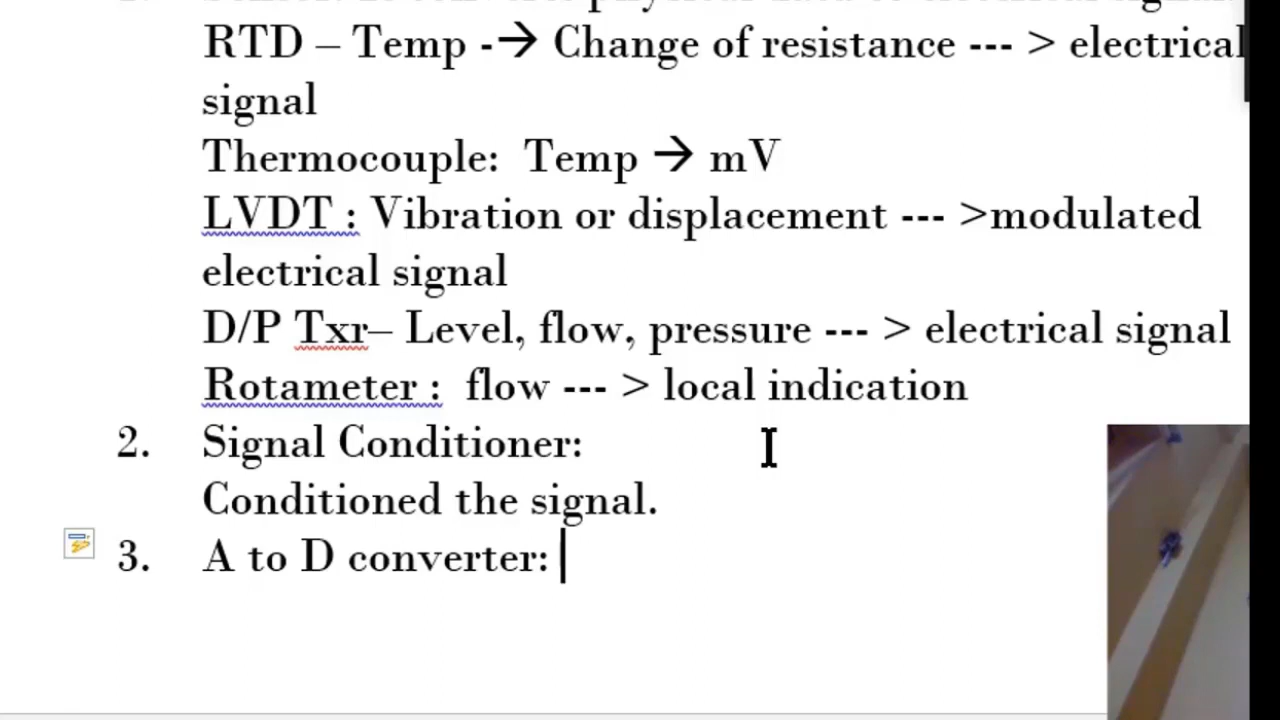 RTD – Temp -→ Change of resistance --- > electrical
signal
Thermocouple:  Temp → mV
LVDT : Vibration or displacement --- >modulated
electrical signal
D/P Txr– Level, flow, pressure --- > electrical signal
Rotameter :  flow --- > local indication
2. Signal Conditioner:
Conditioned the signal.
3. A to D converter: